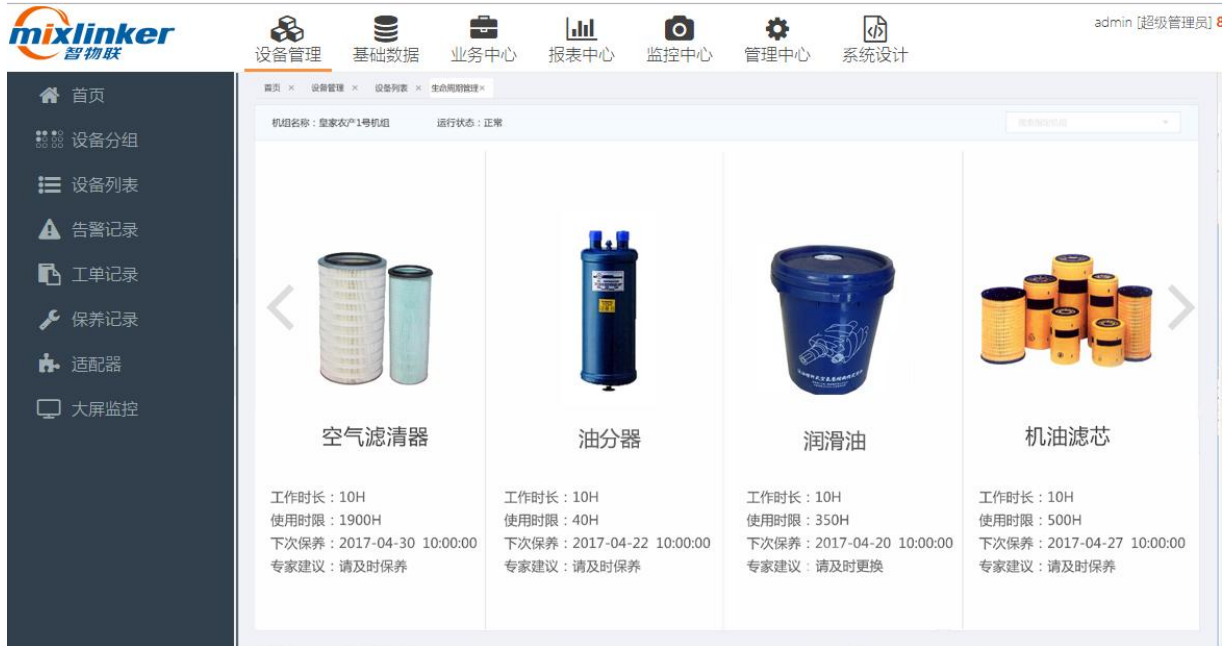 mixlinker
智物联
设备管理 基础数据 业务中心 报表中心 监控中心 管理中心 系统设计
admin [超级管理员] 8
首页
设备分组
设备列表
告警记录
工单记录
保养记录
适配器
大屏监控
首页 × 设备管理 × 设备列表 × 生命周期管理×
机组名称：皇家农产1号机组 运行状态：正常
空气滤清器
工作时长：10H
使用时限：1900H
下次保养：2017-04-30 10:00:00
专家建议：请及时保养
油分器
工作时长：10H
使用时限：40H
下次保养：2017-04-22 10:00:00
专家建议：请及时保养
润滑油
工作时长：10H
使用时限：350H
下次保养：2017-04-20 10:00:00
专家建议：请及时更换
机油滤芯
工作时长：10H
使用时限：500H
下次保养：2017-04-27 10:00:00
专家建议：请及时保养